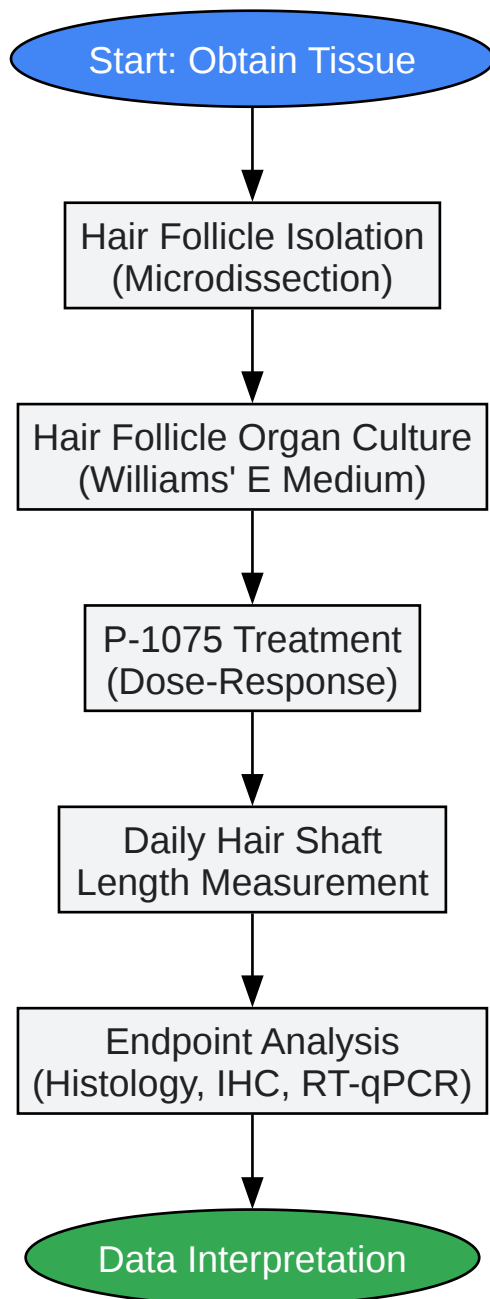 Start: Obtain Tissue
Hair Follicle Isolation
(Microdissection)
Hair Follicle Organ Culture
(Williams' E Medium)
P-1075 Treatment
(Dose-Response)
Daily Hair Shaft
Length Measurement
Endpoint Analysis
(Histology, IHC, RT-qPCR)
Data Interpretation